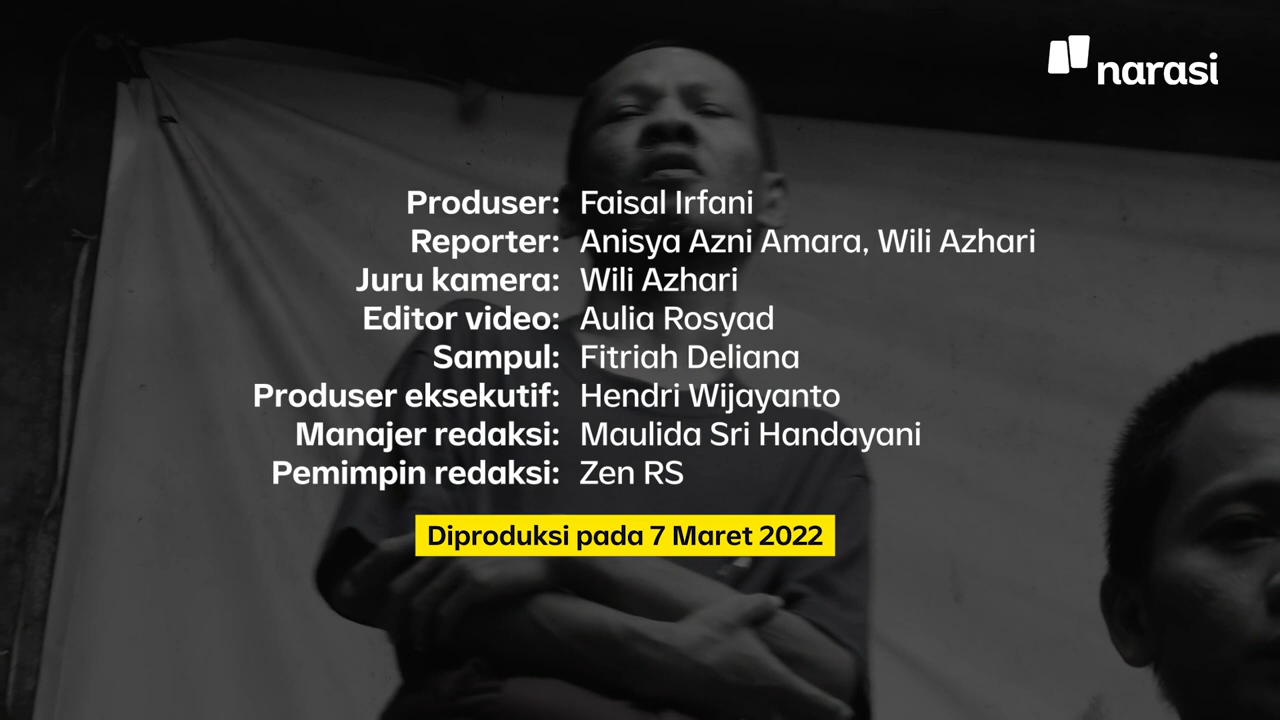 narasi
Produser: Faisal Irfani
Reporter: Anisya Azni Amara, Wili Azhari
Juru kamera: Wili Azhari
Editor video: Aulia Rosyad
Sampul: Fitriah Deliana
Produser eksekutif: Hendri Wijayanto
Manajer redaksi: Maulida Sri Handayani
Pemimpin redaksi: Zen RS
Diproduksi pada 7 Maret 2022